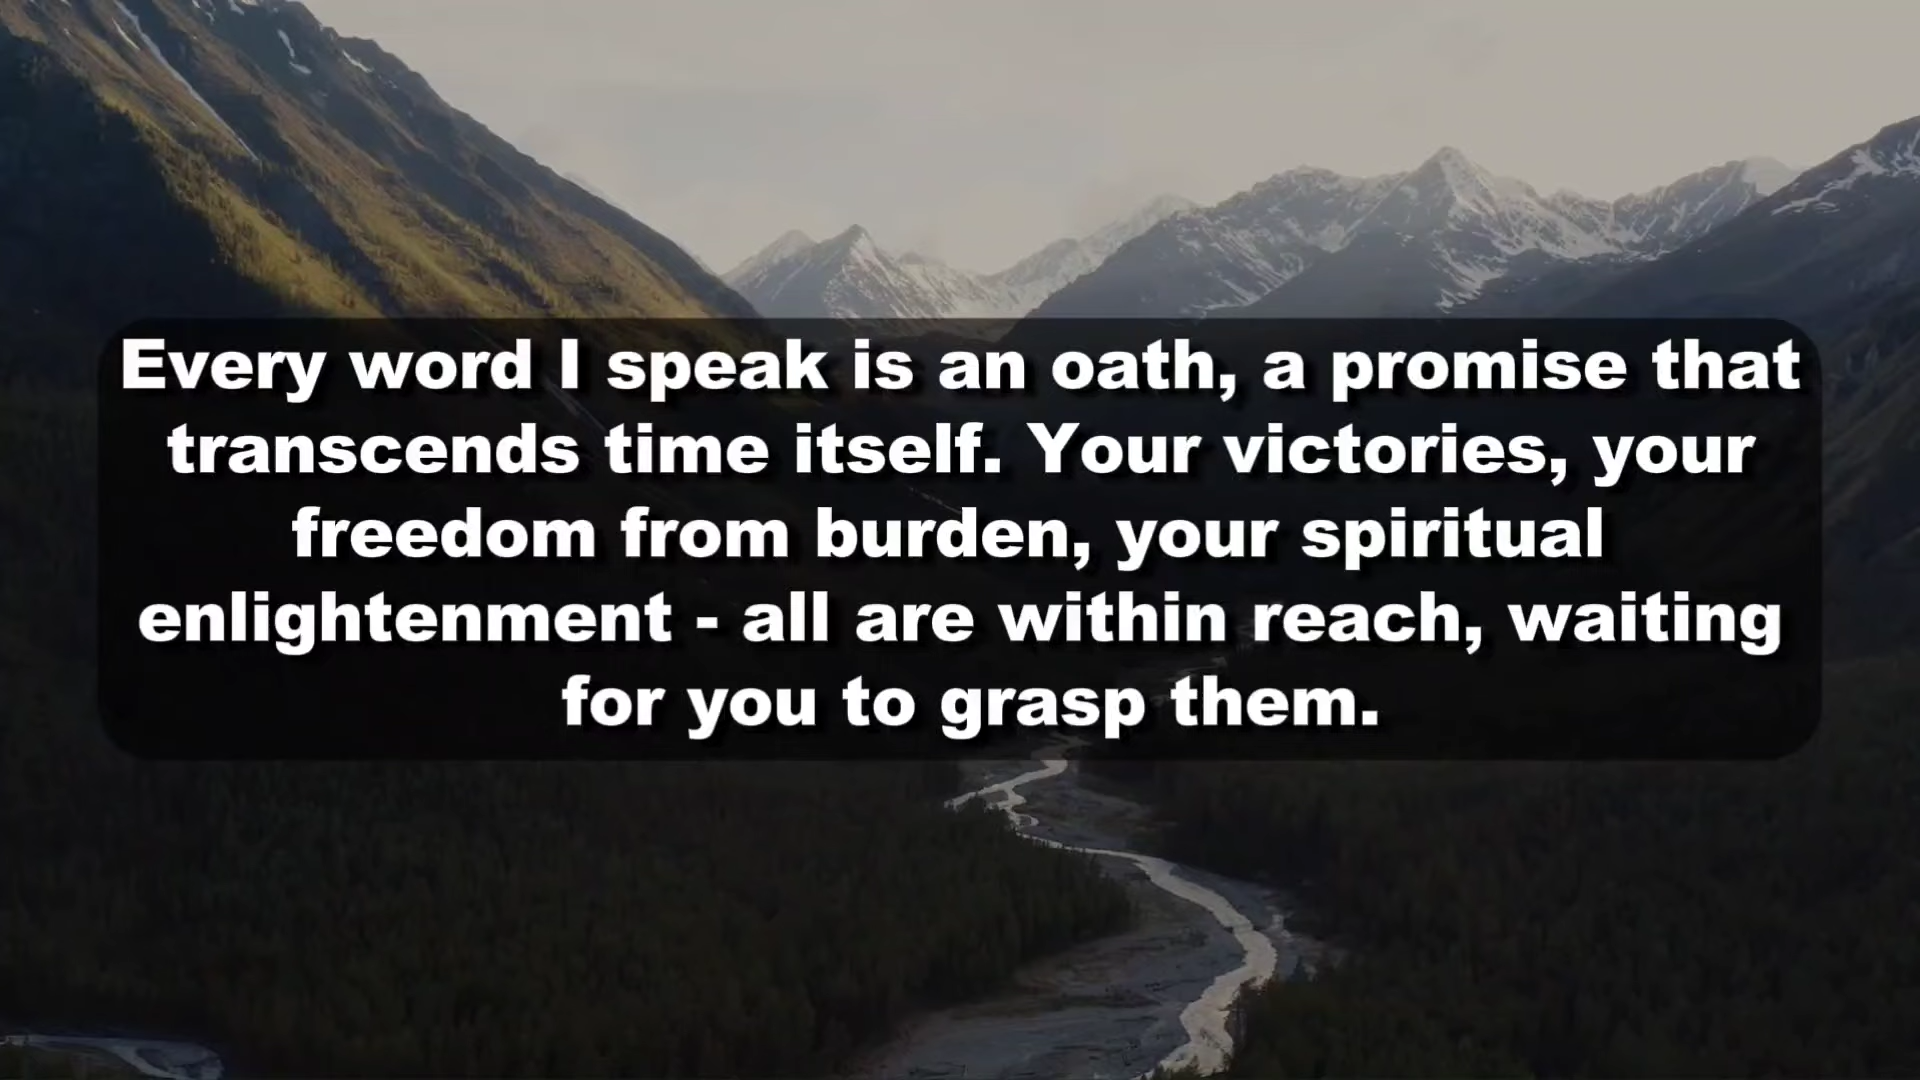 Every word I speak is an oath, a promise that
transcends time itself. Your victories, your
freedom from burden, your spiritual
enlightenment - all are within reach, waiting
for you to grasp them.